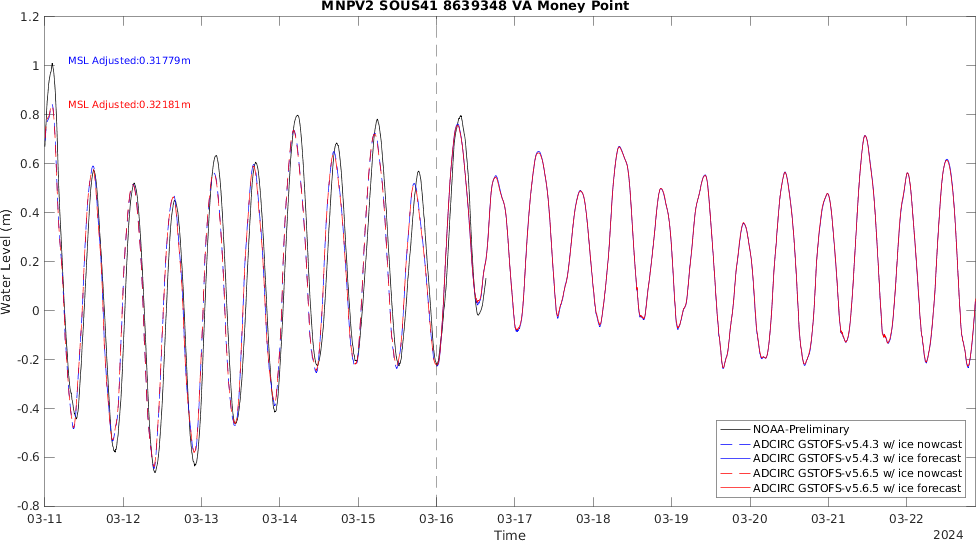 MNPV2 SOUS41 8639348 VA Money Point
1.2
1
0.8
0.6
0.4
0.2
0
-0.2
-0.4
-0.6
-0.8
Water Level (m)
MSL Adjusted:0.31779m
MSL Adjusted:0.32181m
NOAA-Preliminary
ADCIRC GSTOFS-v5.4.3 w/ ice nowcast
ADCIRC GSTOFS-v5.4.3 w/ ice forecast
ADCIRC GSTOFS-v5.6.5 w/ ice nowcast
ADCIRC GSTOFS-v5.6.5 w/ ice forecast
03-11 03-12 03-13 03-14 03-15 03-16 03-17 03-18 03-19 03-20 03-21 03-22
Time
2024